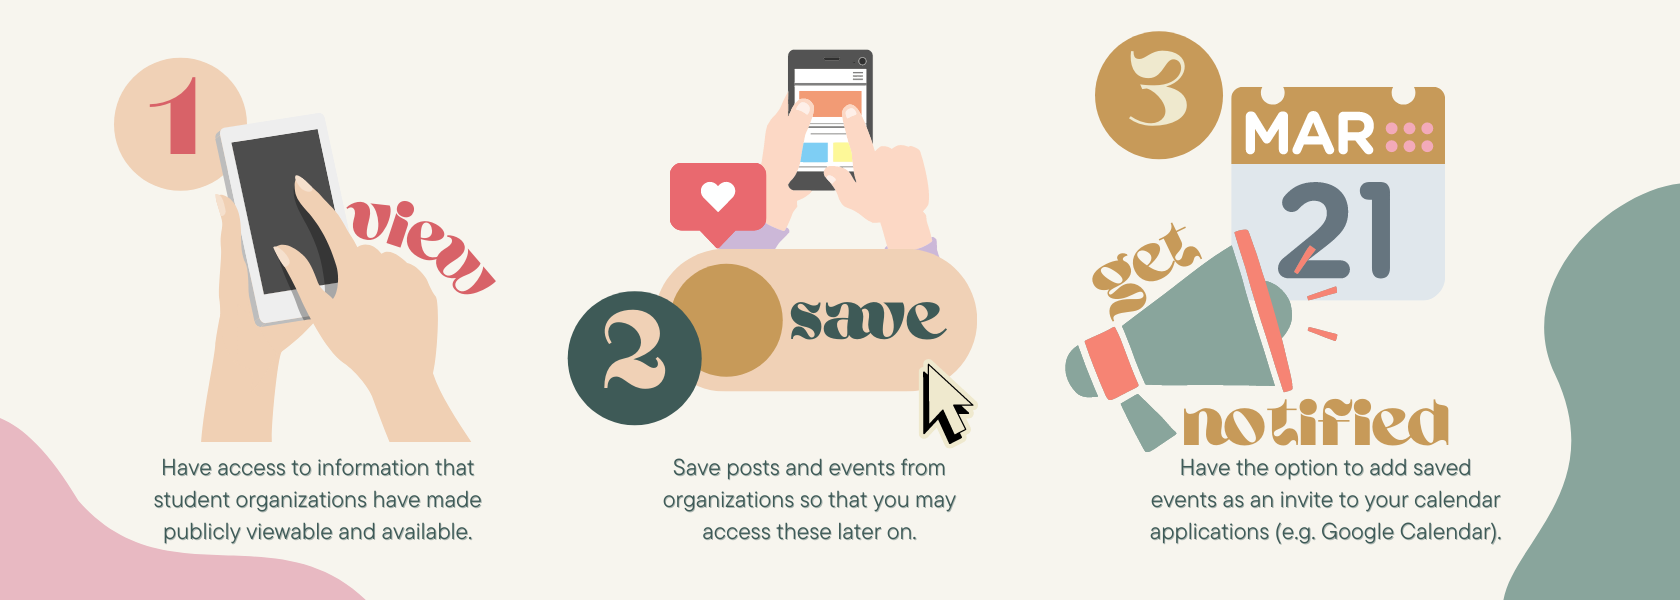 1
view
Have access to information that
student organizations have made
publicly viewable and available.
2
save
Save posts and events from
organizations so that you may
access these later on.
3
MAR
21
get
notified
Have the option to add saved
events as an invite to your calendar
applications (e.g. Google Calendar).